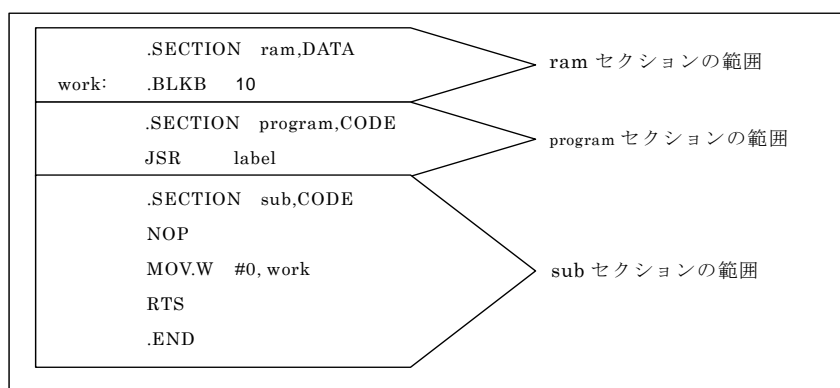 .SECTION ram,DATA
work: .BLKB 10
ram セクションの範囲
.SECTION program,CODE
JSR label
program セクションの範囲
.SECTION sub,CODE
NOP
MOV.W #0, work
RTS
.END
sub セクションの範囲